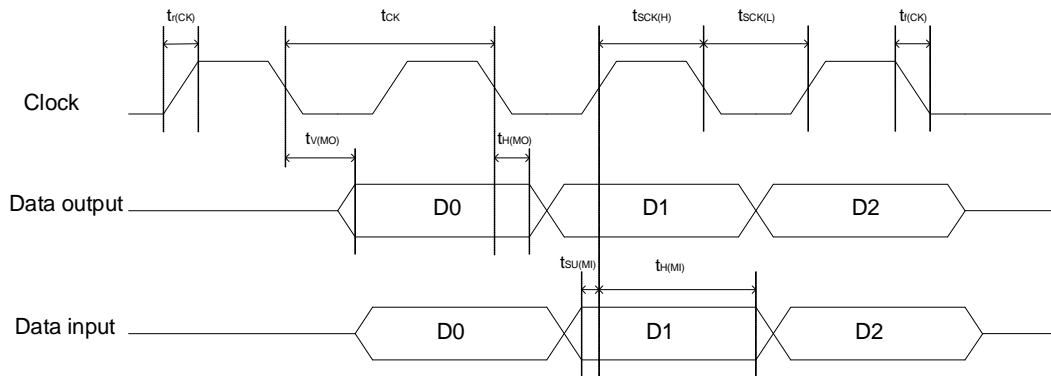 tr(CK) tCK tSCK(H) tSCK(L) tf(CK)
Clock
tV(MO) tH(MO)
Data output D0 D1 D2
tSU(MI) tH(MI)
Data input D0 D1 D2